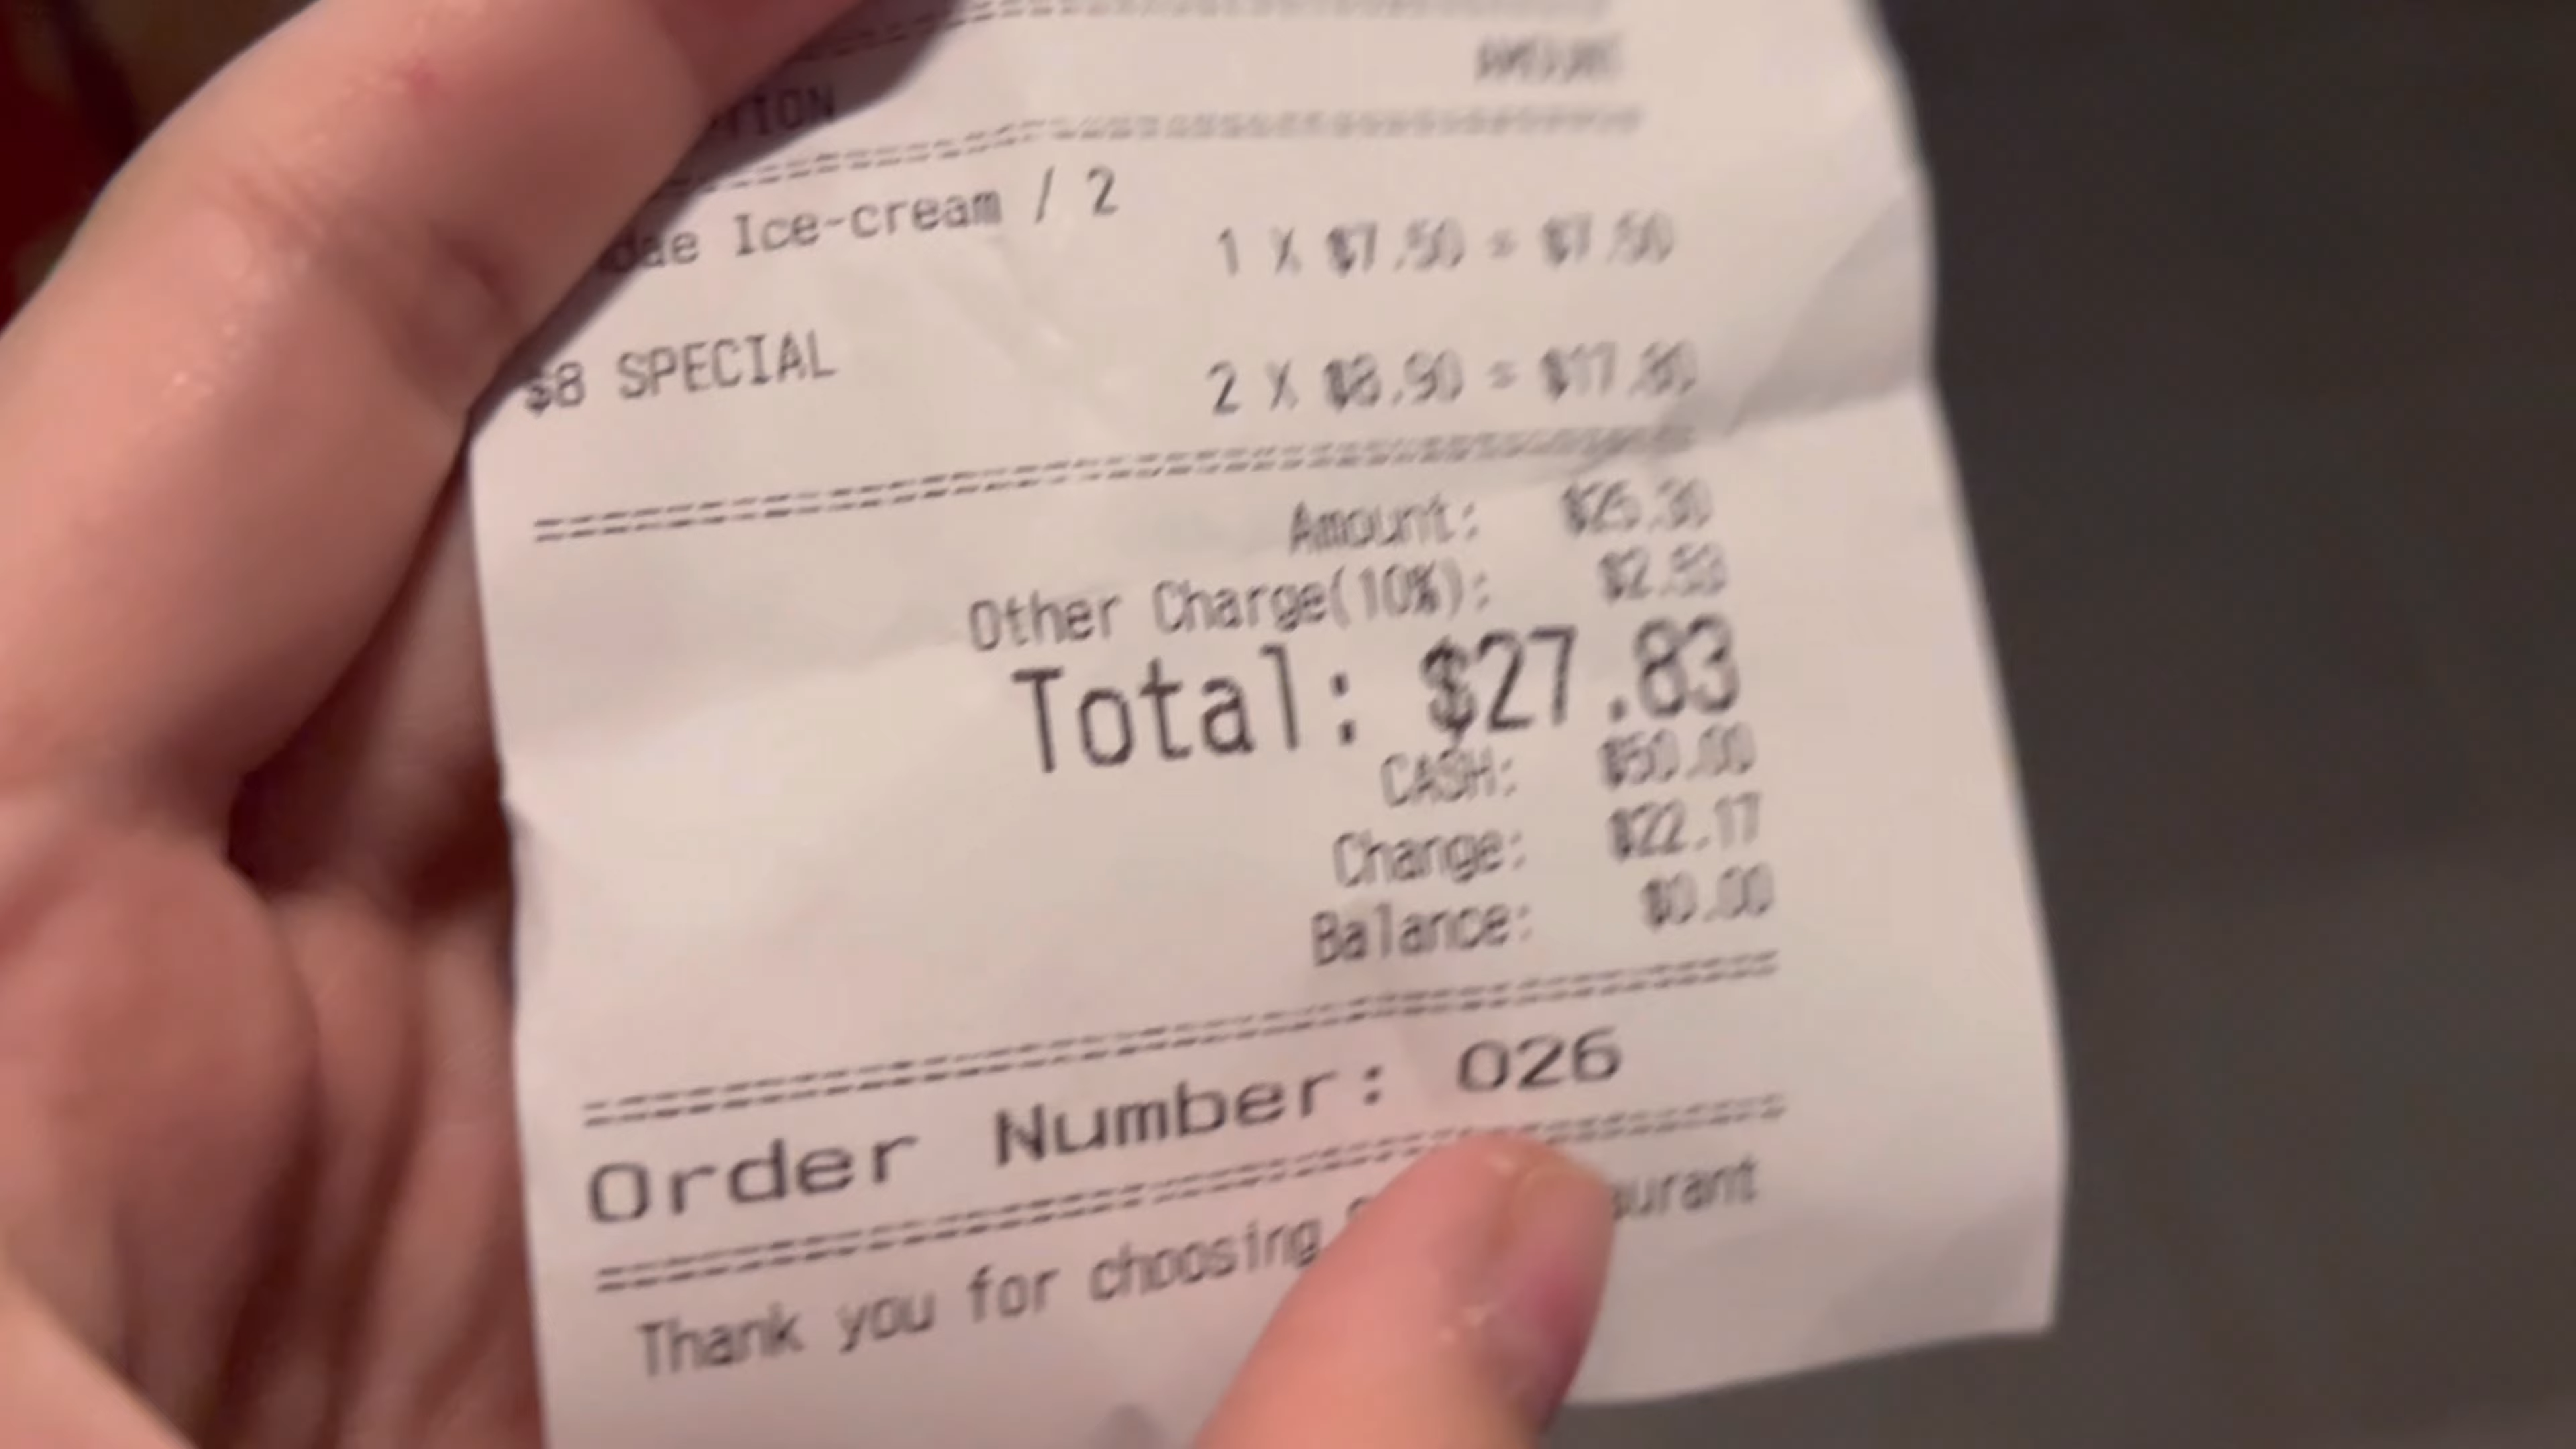 AMOUNT
Ice-cream / 2
1 X $7.50 = $7.50
$8 SPECIAL
2 X $8.90 = $17.80
Amount: $25.30
Other Charge(10%): $2.53
Total: $27.83
CASH: $50.00
Change: $22.17
Balance: $0.00
Order Number: 026
Thank you for choosing